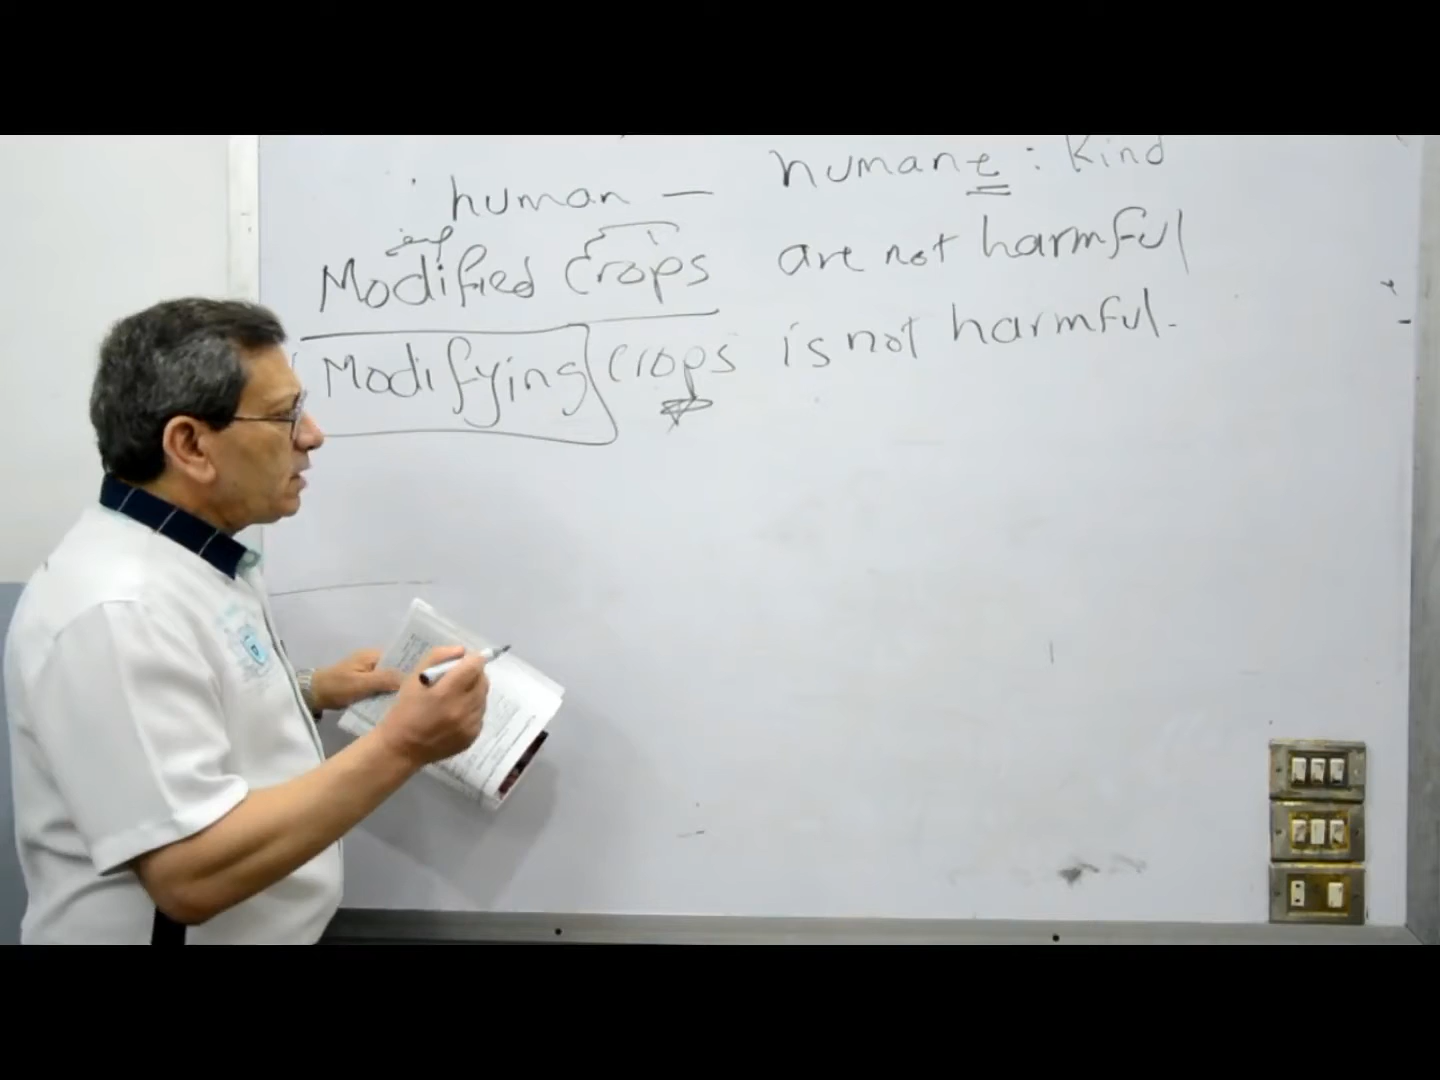 human — humane : Kind
Modified Crops are not harmful
Modifying Crops is not harmful.